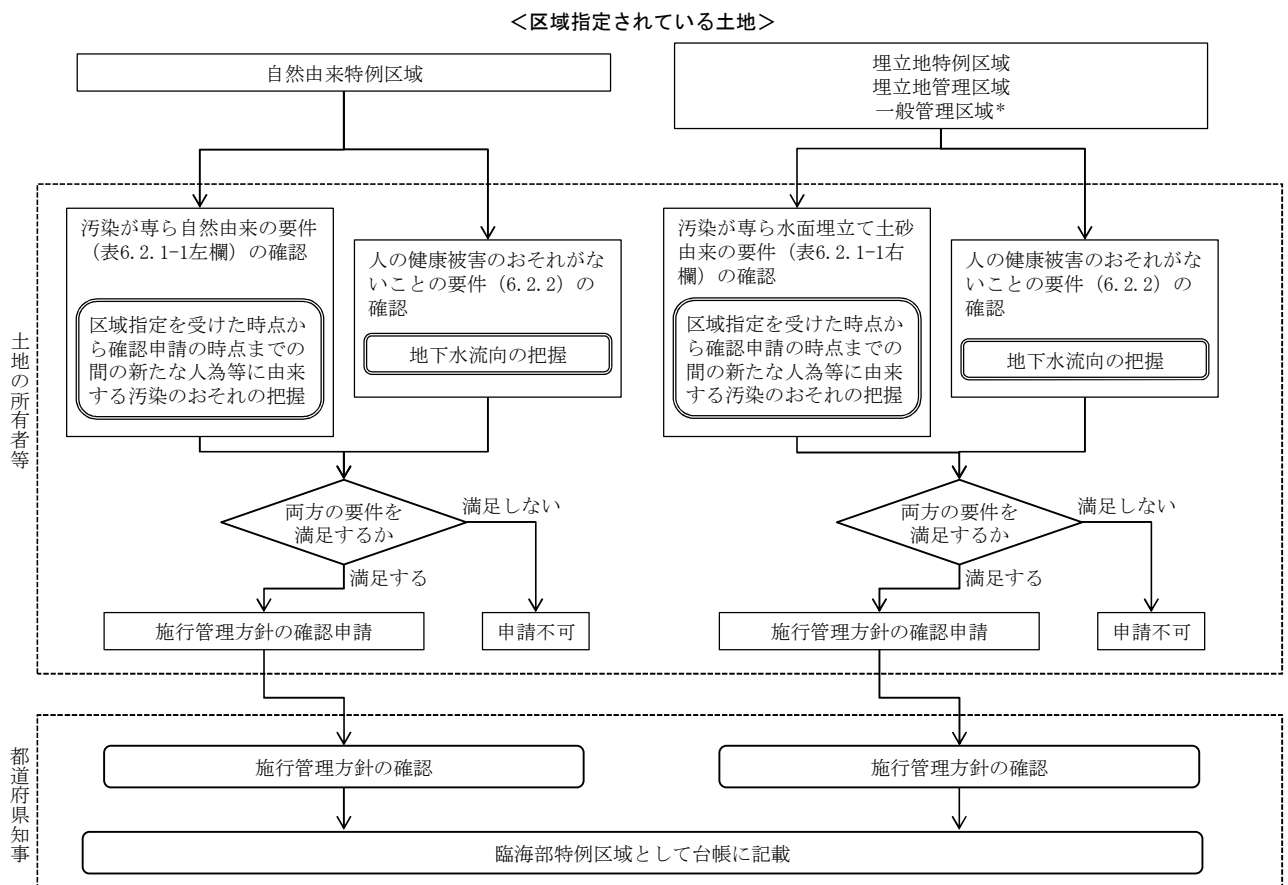 ＜区域指定されている土地＞
自然由来特例区域
埋立地特例区域
埋立地管理区域
一般管理区域*
土地の所有者等
汚染が専ら自然由来の要件
（表6.2.1-1左欄）の確認
区域指定を受けた時点か
ら確認申請の時点までの
間の新たな人為等に由来
する汚染のおそれの把握
人の健康被害のおそれがな
いことの要件（6.2.2）の
確認
地下水流向の把握
汚染が専ら水面埋立て土砂
由来の要件（表6.2.1-1右
欄）の確認
区域指定を受けた時点か
ら確認申請の時点までの
間の新たな人為等に由来
する汚染のおそれの把握
人の健康被害のおそれがな
いことの要件（6.2.2）の
確認
地下水流向の把握
両方の要件を
満足するか
満足しない
満足する
施行管理方針の確認申請
申請不可
両方の要件を
満足するか
満足しない
満足する
施行管理方針の確認申請
申請不可
都道府県知事
施行管理方針の確認
施行管理方針の確認
臨海部特例区域として台帳に記載